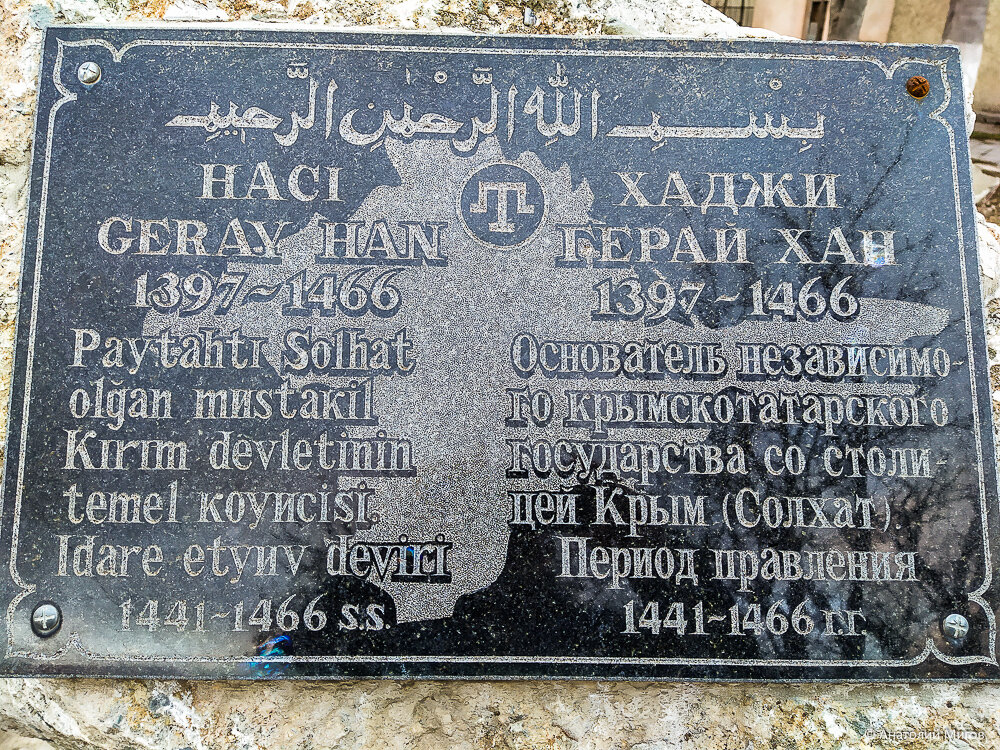 بِسْمِ اللّٰهِ الرَّحْمٰنِ الرَّحِيمِ
HACI
GERAY HAN
1397~1466
Paytahtı Solhat
olğan mustakil
Kırım devletinin
temel koyucisi
Idare etyuv deviri
1441~1466 s.s.
ХАДЖИ
ГЕРАЙ ХАН
1397~1466
Основатель независимо-
го крымскотатарского
государства со столи-
цей Крым (Солхат).
Период правления
1441~1466 г.г.
© Анатолий Мигов